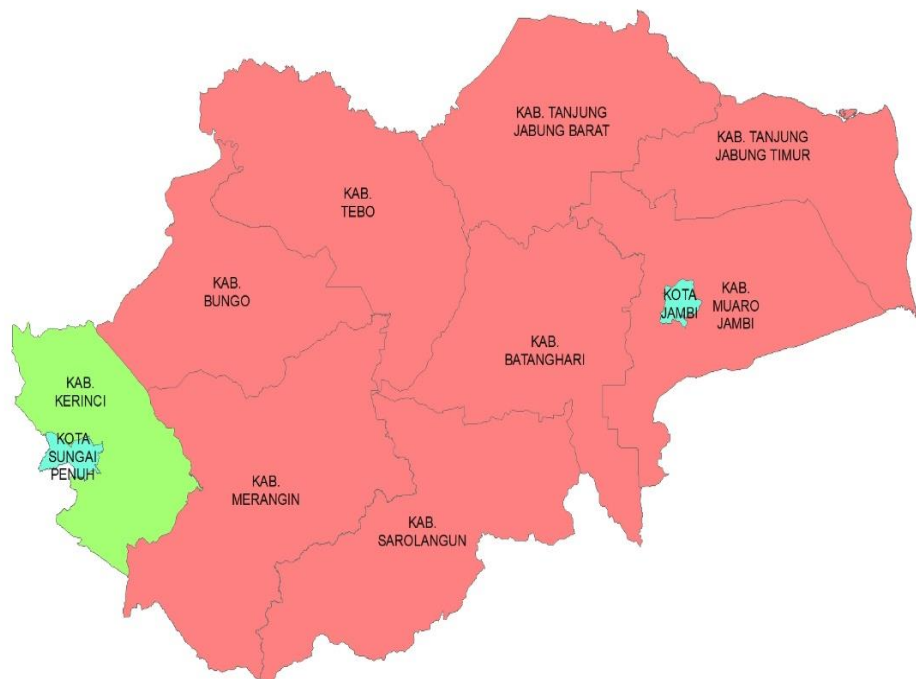 KAB. TANJUNG
JABUNG BARAT
KAB. TANJUNG
JABUNG TIMUR
KAB.
TEBO
KAB.
BUNGO
KOTA
JAMBI
KAB.
MUARO
JAMBI
KAB.
BATANGHARI
KAB.
KERINCI
KOTA
SUNGAI
PENUH
KAB.
MERANGIN
KAB.
SAROLANGUN